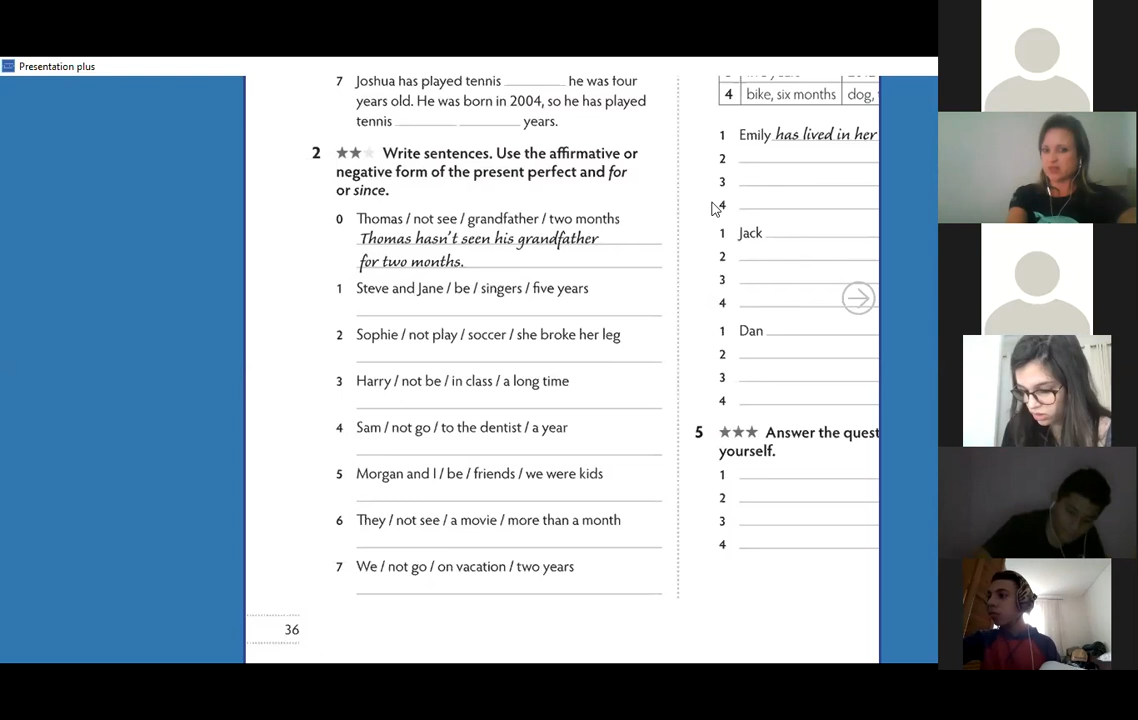 Presentation plus
7 Joshua has played tennis ________ he was four
years old. He was born in 2004, so he has played
tennis ________ ________ years.
2 ★★★ Write sentences. Use the affirmative or
negative form of the present perfect and for
or since.
0 Thomas / not see / grandfather / two months
Thomas hasn't seen his grandfather
for two months.
1 Steve and Jane / be / singers / five years
2 Sophie / not play / soccer / she broke her leg
3 Harry / not be / in class / a long time
4 Sam / not go / to the dentist / a year
5 Morgan and I / be / friends / we were kids
6 They / not see / a movie / more than a month
7 We / not go / on vacation / two years
36
4 bike, six months dog,
1 Emily has lived in her
2
3
4
1 Jack
2
3
4
1 Dan
2
3
4
5 ★★★ Answer the quest
yourself.
1
2
3
4